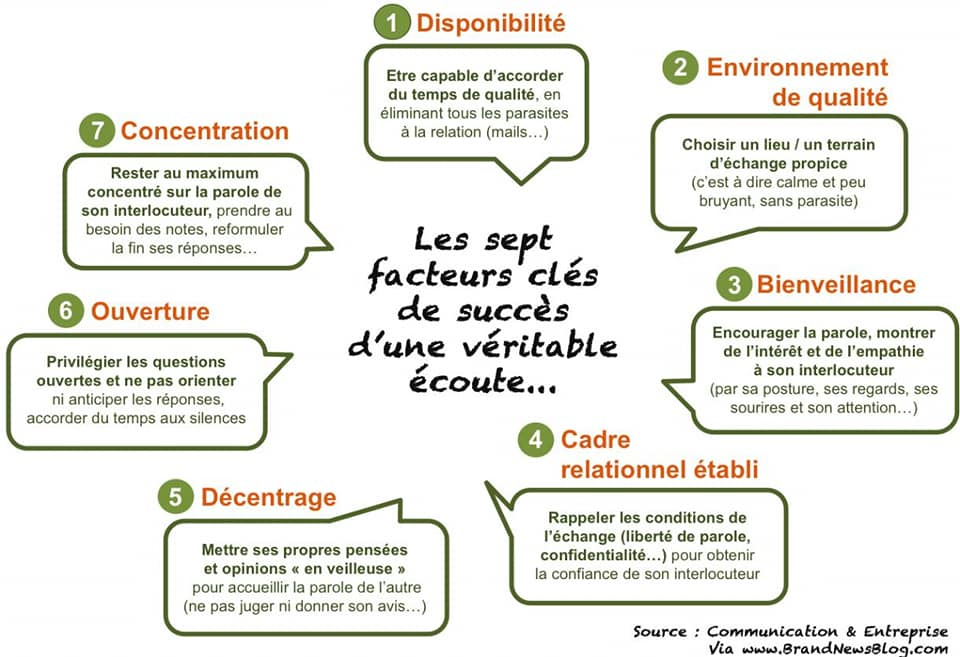 Les sept
facteurs clés
de succès
d'une véritable
écoute...
1 Disponibilité
Etre capable d'accorder
du temps de qualité, en
éliminant tous les parasites
à la relation (mails…)
2 Environnement
de qualité
Choisir un lieu / un terrain
d'échange propice
(c'est à dire calme et peu
bruyant, sans parasite)
3 Bienveillance
Encourager la parole, montrer
de l'intérêt et de l'empathie
à son interlocuteur
(par sa posture, ses regards, ses
sourires et son attention…)
4 Cadre
relationnel établi
Rappeler les conditions de
l'échange (liberté de parole,
confidentialité…) pour obtenir
la confiance de son interlocuteur
5 Décentrage
Mettre ses propres pensées
et opinions « en veilleuse »
pour accueillir la parole de l'autre
(ne pas juger ni donner son avis…)
6 Ouverture
Privilégier les questions
ouvertes et ne pas orienter
ni anticiper les réponses,
accorder du temps aux silences
7 Concentration
Rester au maximum
concentré sur la parole de
son interlocuteur, prendre au
besoin des notes, reformuler
la fin ses réponses…
Source : Communication & Entreprise
Via www.BrandNewsBlog.com